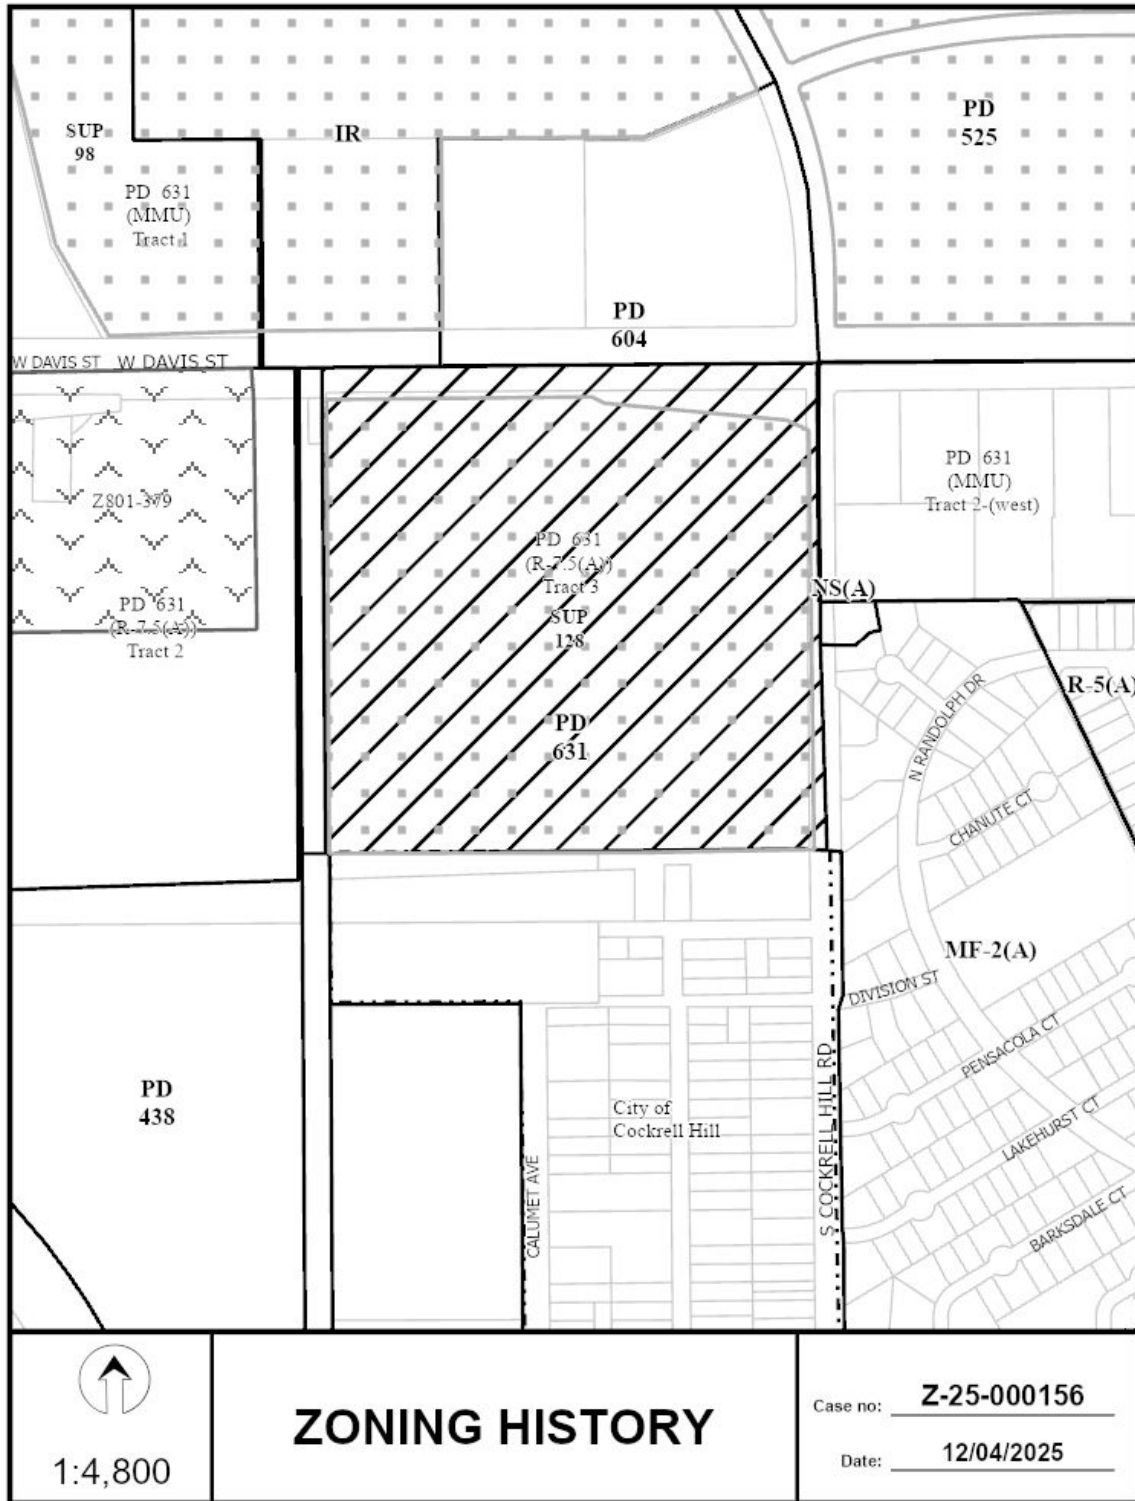 SUP
98
PD 631
(MMU)
Tract 1
IR
PD
525
PD
604
W DAVIS ST
W DAVIS ST
Z801-379
PD 631
(R-7.5(A))
Tract 2
PD 631
(R-7.5(A))
Tract 3
SUP
128
PD
631
PD 631
(MMU)
Tract 2-(west)
NS(A)
R-5(A)
N RANDOLPH DR
CHANUTE CT
MF-2(A)
DIVISION ST
PENSACOLA CT
LAKEHURST CT
BARKSDALE CT
PD
438
City of
Cockrell Hill
CALUMET AVE
S COCKRELL HILL RD
1:4,800
ZONING HISTORY
Case no: Z-25-000156
Date: 12/04/2025